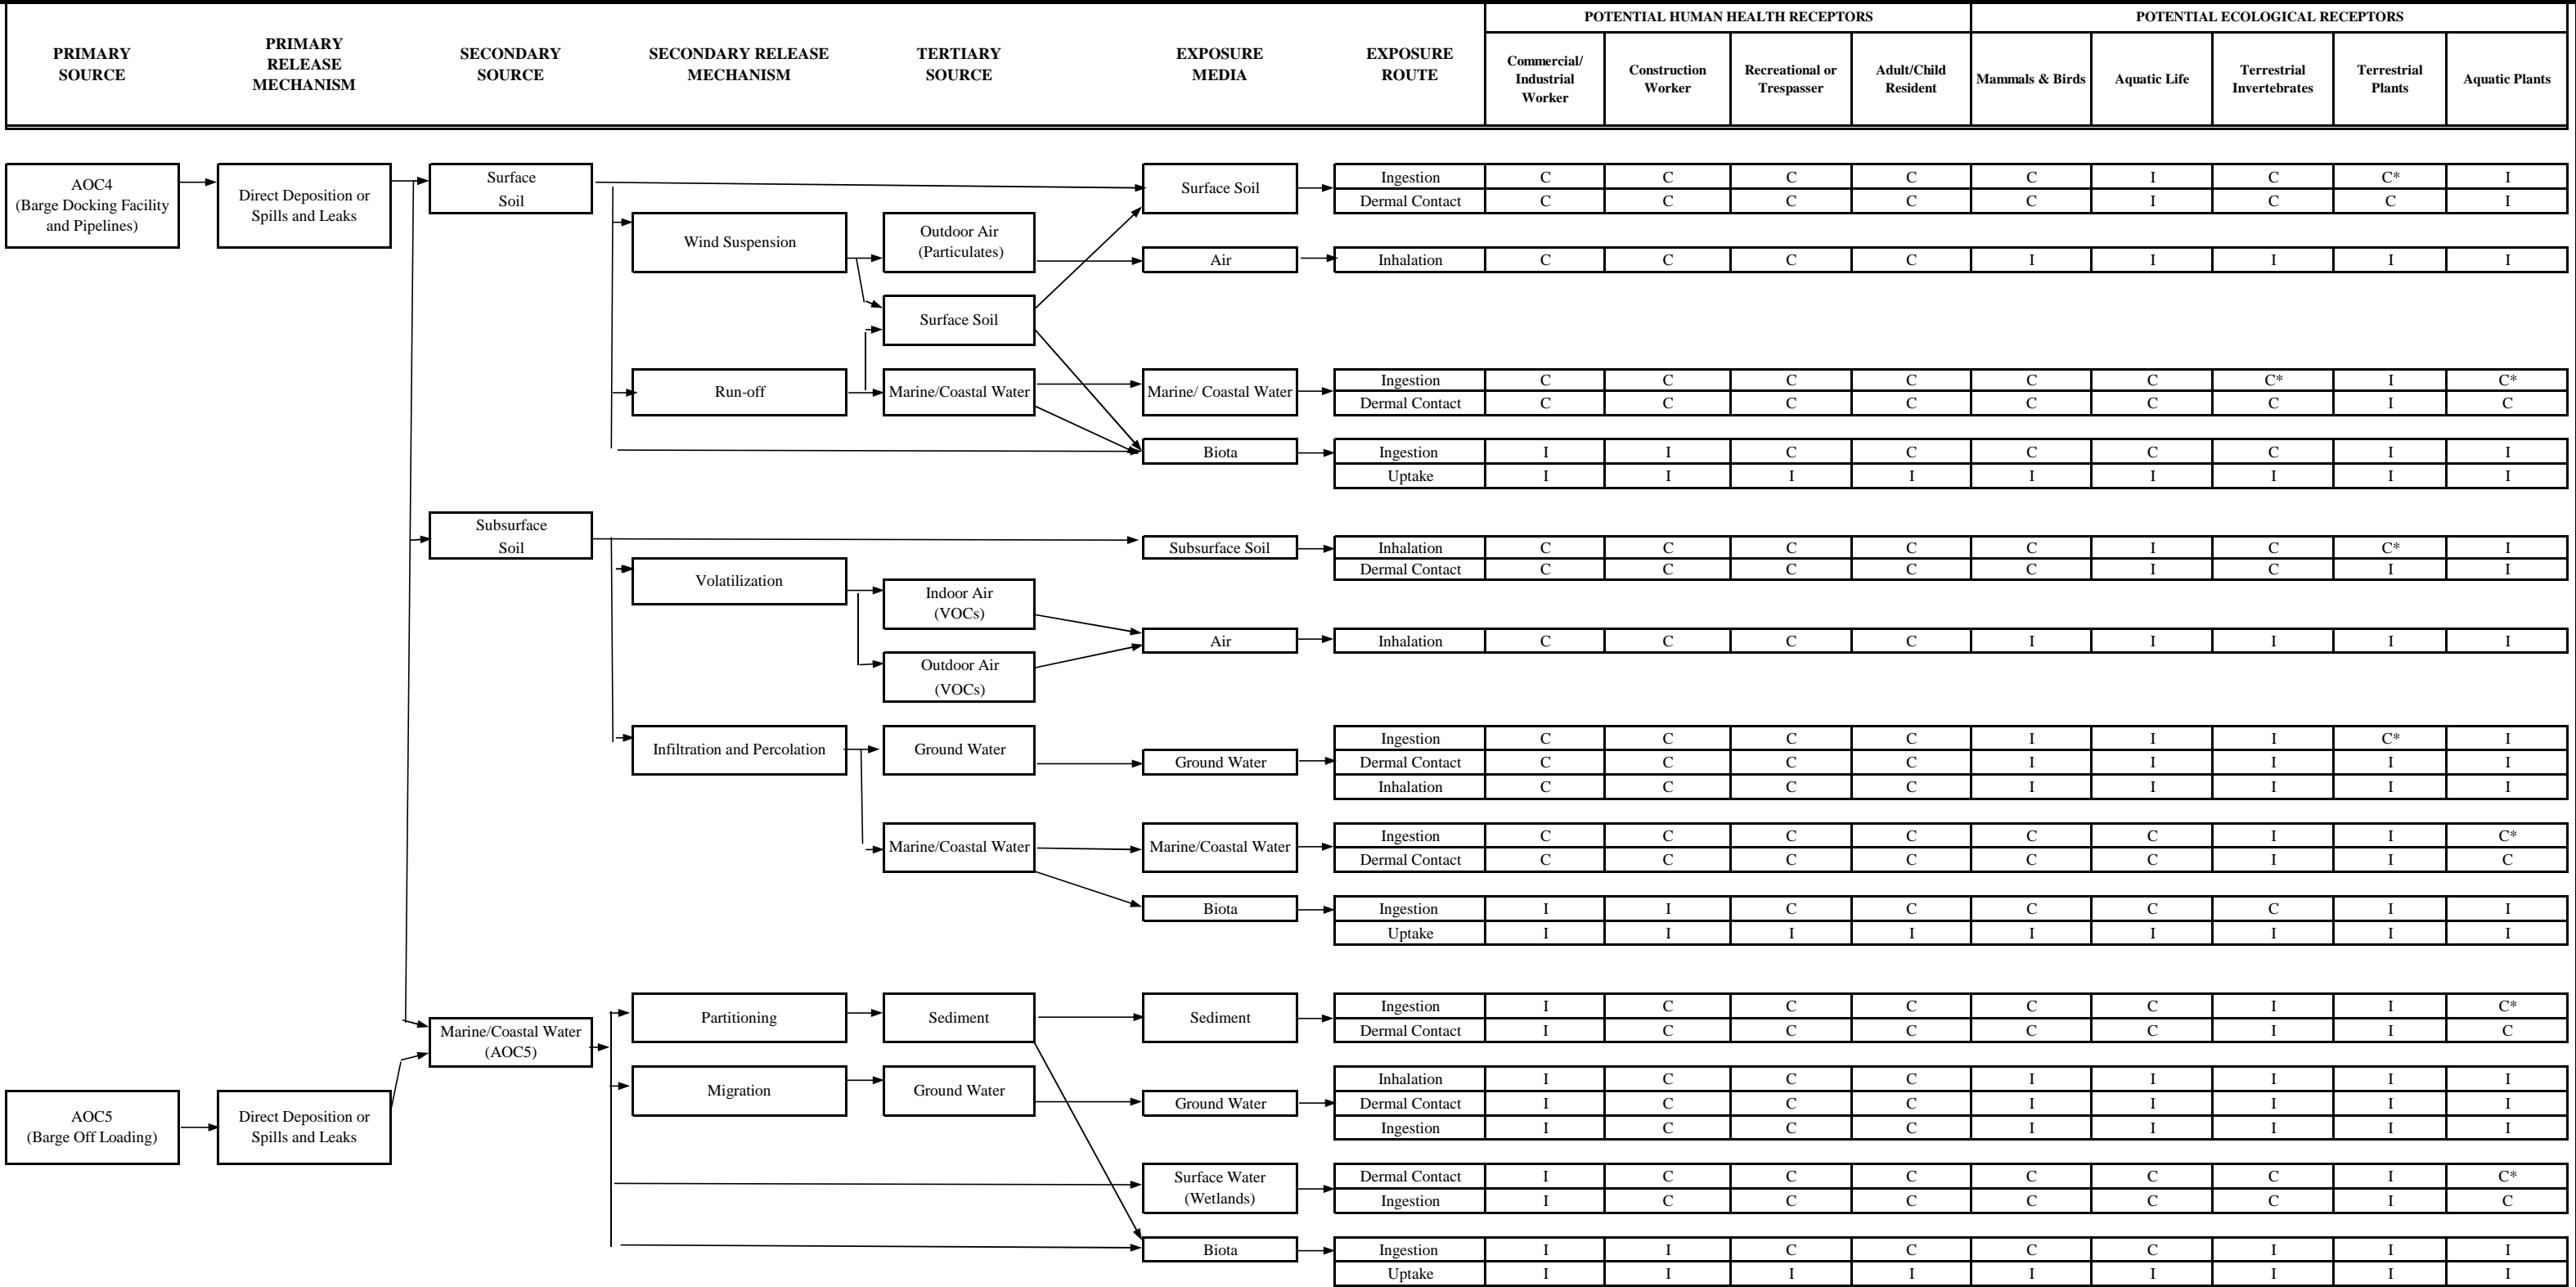 POTENTIAL HUMAN HEALTH RECEPTORS POTENTIAL ECOLOGICAL RECEPTORS
PRIMARY
SOURCE
PRIMARY
RELEASE
MECHANISM
SECONDARY
SOURCE
SECONDARY RELEASE
MECHANISM
TERTIARY
SOURCE
EXPOSURE
MEDIA
EXPOSURE
ROUTE
Commercial/
Industrial
Worker
Construction
Worker
Recreational or
Trespasser
Adult/Child
Resident
Mammals & Birds
Aquatic Life
Terrestrial
Invertebrates
Terrestrial
Plants
Aquatic Plants
AOC4
(Barge Docking Facility
and Pipelines)
Direct Deposition or
Spills and Leaks
Surface
Soil
Surface Soil
Ingestion C C C C C I C C* I
Dermal Contact C C C C C I C C I
Wind Suspension
Outdoor Air
(Particulates)
Air
Inhalation C C C C I I I I I
Surface Soil
Run-off
Marine/Coastal Water
Marine/ Coastal Water
Ingestion C C C C C C C* I C*
Dermal Contact C C C C C C C I C
Biota
Ingestion I I C C C C C I I
Uptake I I I I I I I I I
Subsurface
Soil
Subsurface Soil
Inhalation C C C C C I C C* I
Dermal Contact C C C C C I C I I
Volatilization
Indoor Air
(VOCs)
Air
Inhalation C C C C I I I I I
Outdoor Air
(VOCs)
Infiltration and Percolation
Ground Water
Ground Water
Ingestion C C C C I I I C* I
Dermal Contact C C C C I I I I I
Inhalation C C C C I I I I I
Marine/Coastal Water
Marine/Coastal Water
Ingestion C C C C C C I I C*
Dermal Contact C C C C C C I I C
Biota
Ingestion I I C C C C C I I
Uptake I I I I I I I I I
Marine/Coastal Water
(AOC5)
Partitioning
Sediment
Sediment
Ingestion I C C C C C I I C*
Dermal Contact I C C C C C I I C
AOC5
(Barge Off Loading)
Direct Deposition or
Spills and Leaks
Migration
Ground Water
Ground Water
Inhalation I C C C I I I I I
Dermal Contact I C C C I I I I I
Ingestion I C C C I I I I I
Surface Water
(Wetlands)
Dermal Contact I C C C C C C I C*
Ingestion I C C C C C C I C
Biota
Ingestion I I C C C C I I I
Uptake I I I I I I I I I